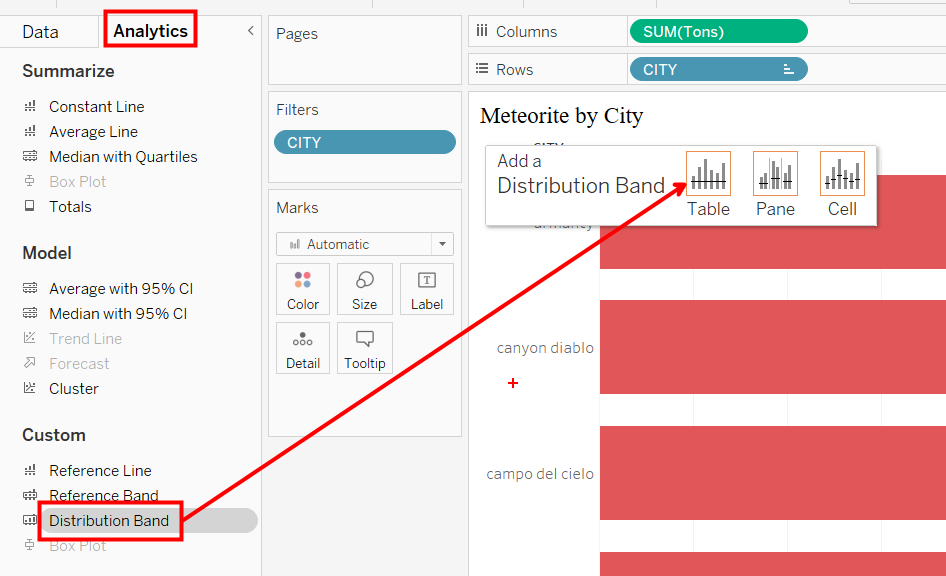 Data
Analytics
Summarize
Constant Line
Average Line
Median with Quartiles
Box Plot
Totals
Model
Average with 95% CI
Median with 95% CI
Trend Line
Forecast
Cluster
Custom
Reference Line
Reference Band
Distribution Band
Box Plot
Pages
Filters
CITY
Marks
Automatic
Color
Size
T
Label
Detail
Tooltip
Columns
SUM(Tons)
Rows
CITY
Meteorite by City
CITY
Add a
Distribution Band
Table
Pane
Cell
armanty
canyon diablo
campo del cielo